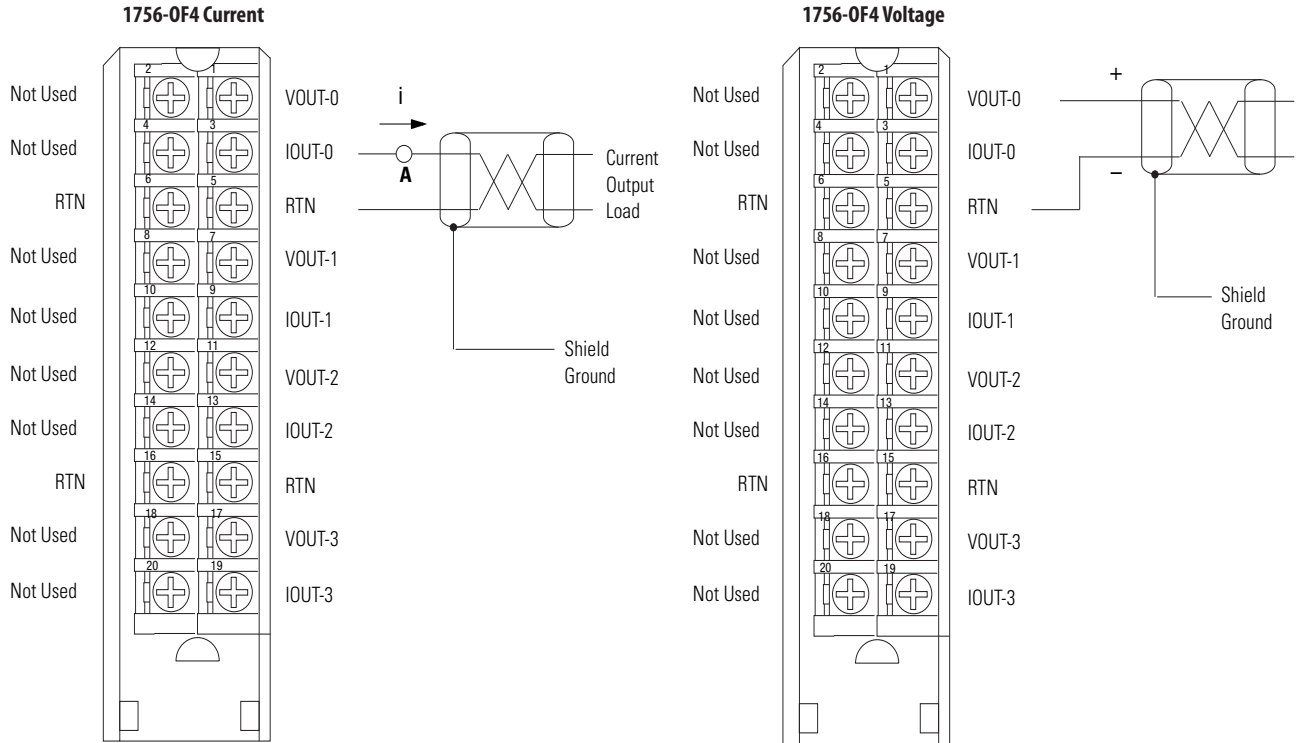 1756-OF4 Current
2 1
Not Used VOUT-0
i
4 3
Not Used IOUT-0
A
Current
Output
Load
6 5
RTN RTN
8 7
Not Used VOUT-1
10 9
Not Used IOUT-1
12 11
Not Used VOUT-2
Shield
Ground
14 13
Not Used IOUT-2
16 15
RTN RTN
18 17
Not Used VOUT-3
20 19
Not Used IOUT-3
1756-OF4 Voltage
2 1
Not Used VOUT-0
+
4 3
Not Used IOUT-0
–
6 5
RTN RTN
8 7
Not Used VOUT-1
10 9
Not Used IOUT-1
Shield
Ground
12 11
Not Used VOUT-2
14 13
Not Used IOUT-2
16 15
RTN RTN
18 17
Not Used VOUT-3
20 19
Not Used IOUT-3